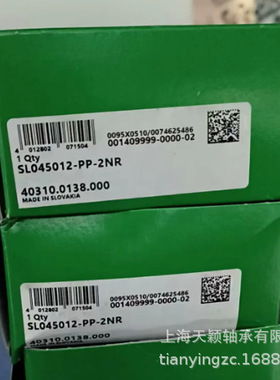 4 012802 071504
0095X0510/0074625486
001409999-0000-02
1 Qty
SL045012-PP-2NR
40310.0138.000
MADE IN SLOVAKIA
4 012802 071504
0095X0510/0074625486
001409999-0000-02
1 Qty
SL045012-PP-2NR
上海天颖轴承有限
tianyingzc.1688